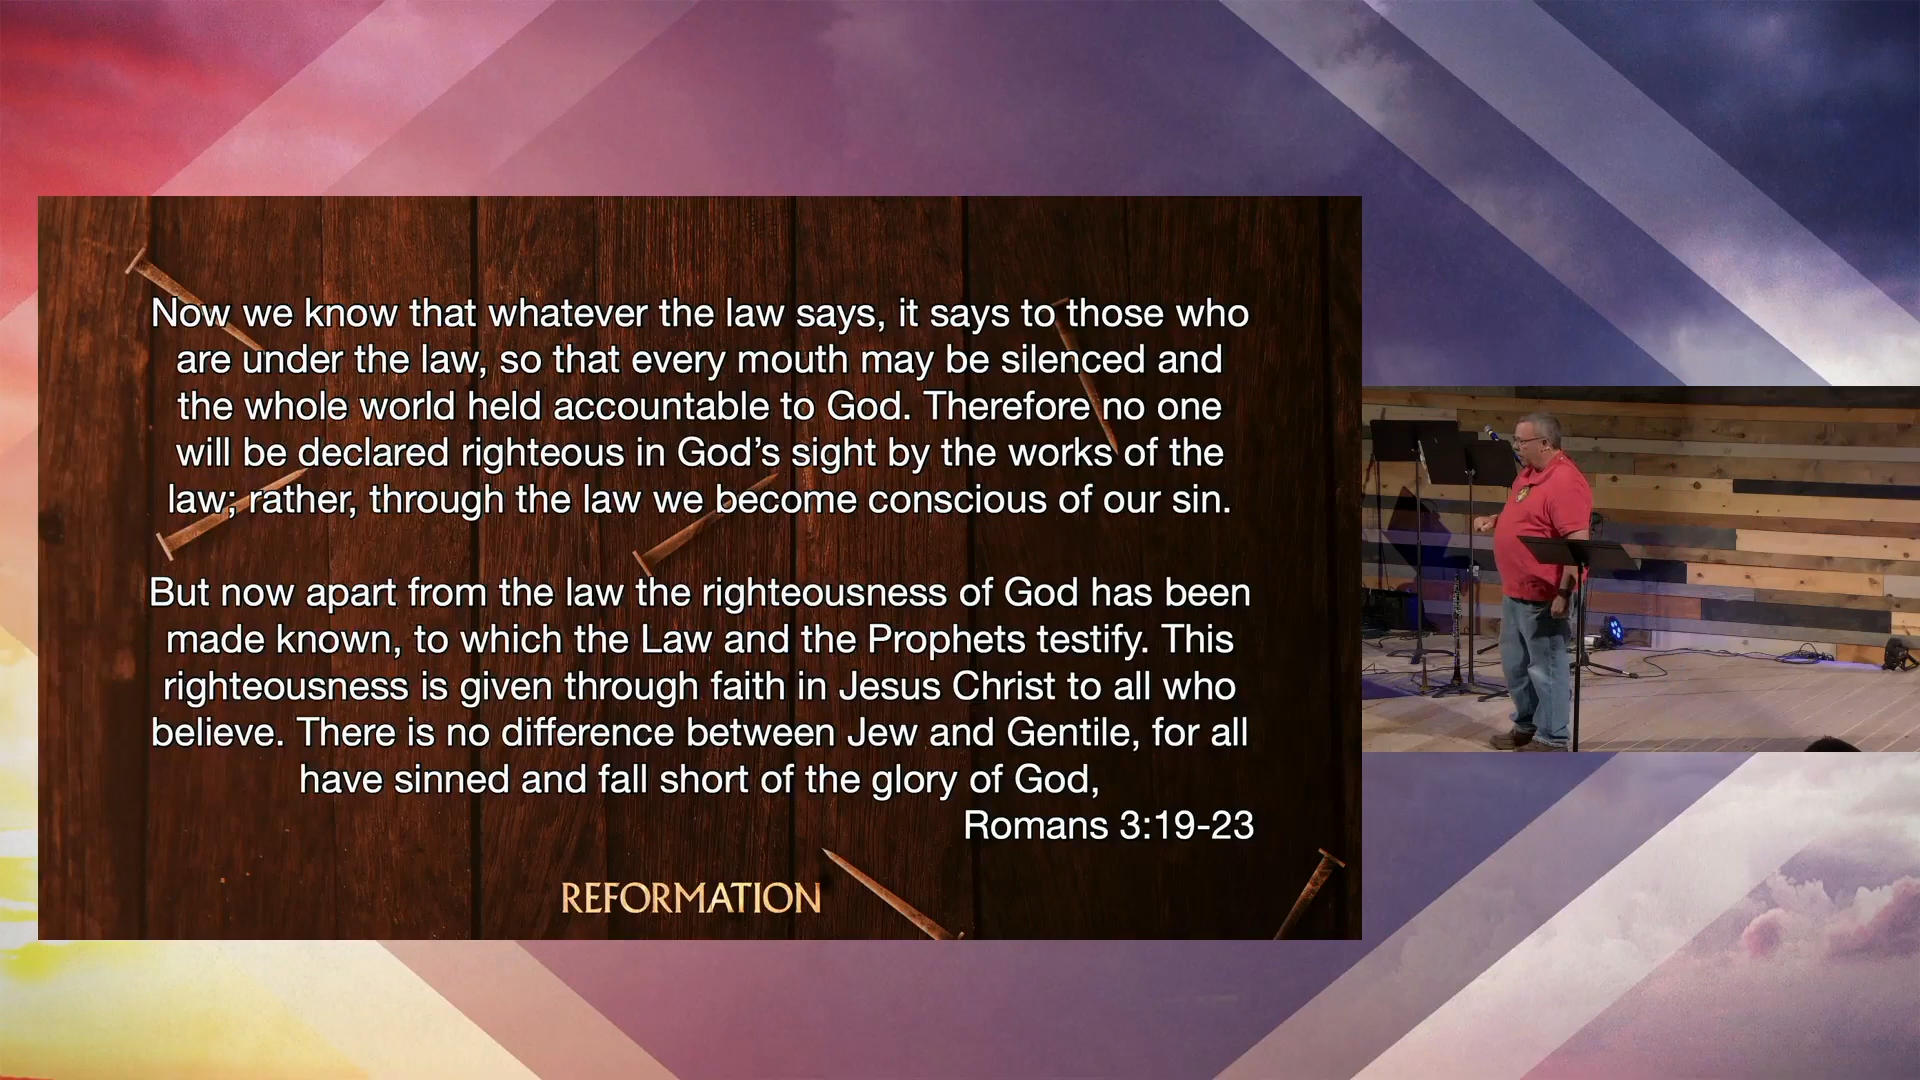 Now we know that whatever the law says, it says to those who
are under the law, so that every mouth may be silenced and
the whole world held accountable to God. Therefore no one
will be declared righteous in God’s sight by the works of the
law; rather, through the law we become conscious of our sin.
But now apart from the law the righteousness of God has been
made known, to which the Law and the Prophets testify. This
righteousness is given through faith in Jesus Christ to all who
believe. There is no difference between Jew and Gentile, for all
have sinned and fall short of the glory of God,
Romans 3:19-23
REFORMATION